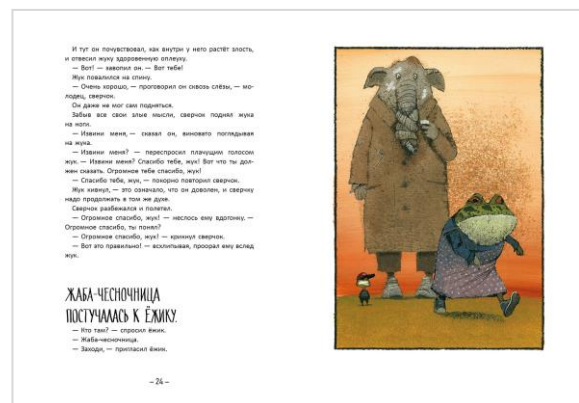 И тут он почувствовал, как внутри у него растёт злость,
и отвесил жуку здоровенную оплеуху.
— Вот! — завопил он. — Вот тебе!
Жук повалился на спину.
— Очень хорошо, — проговорил он сквозь слёзы, — мо-
лодец, сверчок.
Он даже не мог сам подняться.
Забыв все свои злые мысли, сверчок поднял жука
на ноги.
— Извини меня, — сказал он, виновато поглядывая
на жука.
— Извини меня? — переспросил плачущим голосом
жук. — Извини меня? Спасибо тебе, жук! Вот что ты дол-
жен сказать. Огромное тебе спасибо, жук!
— Спасибо тебе, жук, — покорно повторил сверчок.
Жук кивнул, — это означало, что он доволен, и сверчку
надо продолжать в том же духе.
Сверчок разбежался и полетел.
— Огромное спасибо, жук! — неслось ему вдогонку. —
Огромное спасибо, ты понял?
— Огромное спасибо, жук! — крикнул сверчок.
— Вот это правильно! — всхлипывая, проорал ему вслед
жук.
ЖАБА-ЧЕСНОЧНИЦА
ПОСТУЧАЛАСЬ К ЁЖИКУ.
— Кто там? — спросил ёжик.
— Жаба-чесночница.
— Заходи, — пригласил ёжик.
– 24 –